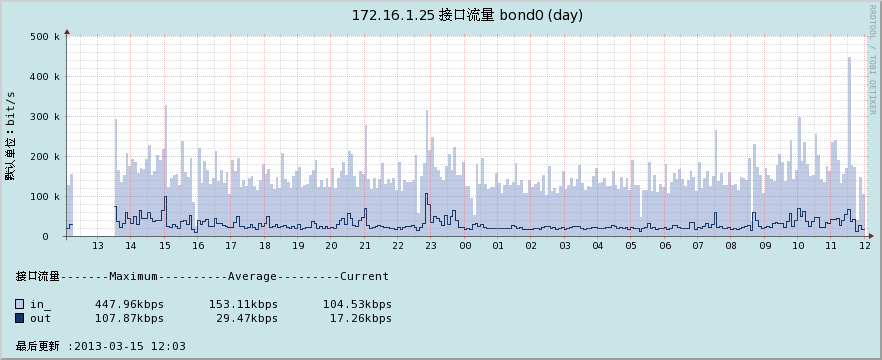 172.16.1.25 接口流量 bond0 (day)
RRDTOOL / TOBI OETIKER
默认单位：bit/s
500 k
400 k
300 k
200 k
100 k
0
13 14 15 16 17 18 19 20 21 22 23 00 01 02 03 04 05 06 07 08 09 10 11 12
接口流量-------Maximum----------Average---------Current
in_ 447.96kbps 153.11kbps 104.53kbps
out 107.87kbps 29.47kbps 17.26kbps
最后更新 :2013-03-15 12:03